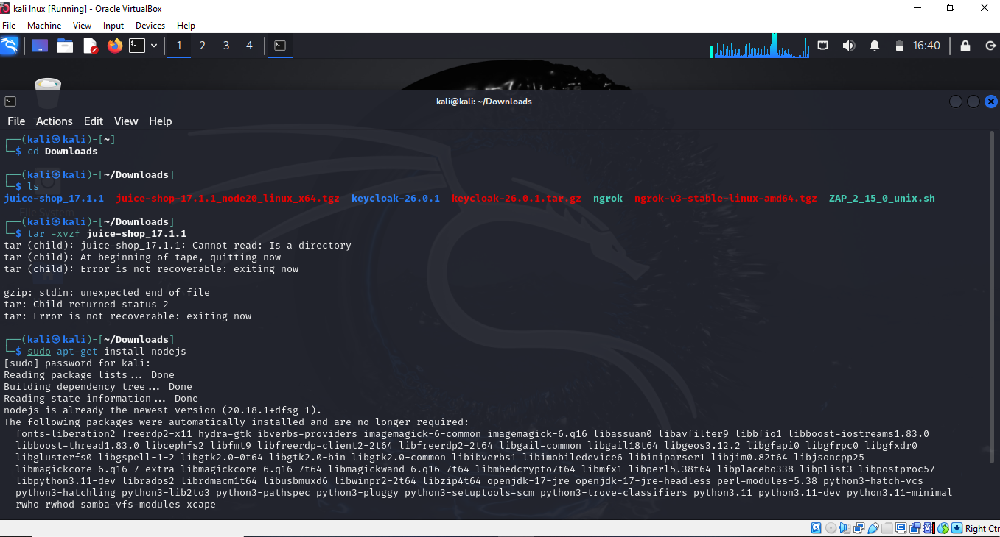 kali lnux [Running] - Oracle VirtualBox
File Machine View Input Devices Help
1 2 3 4 16:40
kali@kali: ~/Downloads
File Actions Edit View Help
┌──(kali㉿kali)-[~]
└─$ cd Downloads
┌──(kali㉿kali)-[~/Downloads]
└─$ ls
juice-shop_17.1.1 juice-shop-17.1.1_node20_linux_x64.tgz keycloak-26.0.1 keycloak-26.0.1.tar.gz ngrok ngrok-v3-stable-linux-amd64.tgz ZAP_2_15_0_unix.sh
File System
┌──(kali㉿kali)-[~/Downloads]
└─$ tar -xvzf juice-shop_17.1.1
tar (child): juice-shop_17.1.1: Cannot read: Is a directory
tar (child): At beginning of tape, quitting now
tar (child): Error is not recoverable: exiting now
gzip: stdin: unexpected end of file
tar: Child returned status 2
tar: Error is not recoverable: exiting now
┌──(kali㉿kali)-[~/Downloads]
└─$ sudo apt-get install nodejs
[sudo] password for kali:
Reading package lists... Done
Building dependency tree... Done
Reading state information... Done
nodejs is already the newest version (20.18.1+dfsg-1).
The following packages were automatically installed and are no longer required:
fonts-liberation2 freerdp2-x11 hydra-gtk ibverbs-providers imagemagick-6-common imagemagick-6.q16 libassuan0 libavfilter9 libbfio1 libboost-iostreams1.83.0
libboost-thread1.83.0 libcephfs2 libfmt9 libfreerdp-client2-2t64 libfreerdp2-2t64 libgail-common libgail18t64 libgeos3.12.2 libgfapi0 libgfrpc0 libgfxdr0
libglusterfs0 libgspell-1-2 libgtk2.0-0t64 libgtk2.0-bin libgtk2.0-common libibverbs1 libimobiledevice6 libiniparser1 libjim0.82t64 libjsoncpp25
libmagickcore-6.q16-7-extra libmagickcore-6.q16-7t64 libmagickwand-6.q16-7t64 libmbedcrypto7t64 libmfx1 libperl5.38t64 libplacebo338 libplist3 libpostproc57
libpython3.11-dev librados2 librdmacm1t64 libusbmuxd6 libwinpr2-2t64 libzip4t64 openjdk-17-jre openjdk-17-jre-headless perl-modules-5.38 python3-hatch-vcs
python3-hatchling python3-lib2to3 python3-pathspec python3-pluggy python3-setuptools-scm python3-trove-classifiers python3.11 python3.11-dev python3.11-minimal
rwho rwhod samba-vfs-modules xcape
Right Ctr